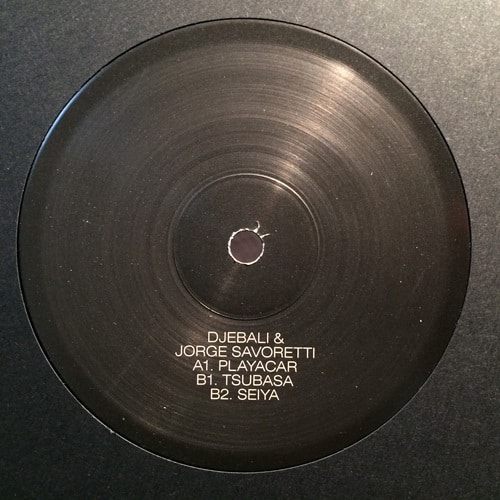 DJEBALI &
JORGE SAVORETTI
A1. PLAYACAR
B1. TSUBASA
B2. SEIYA